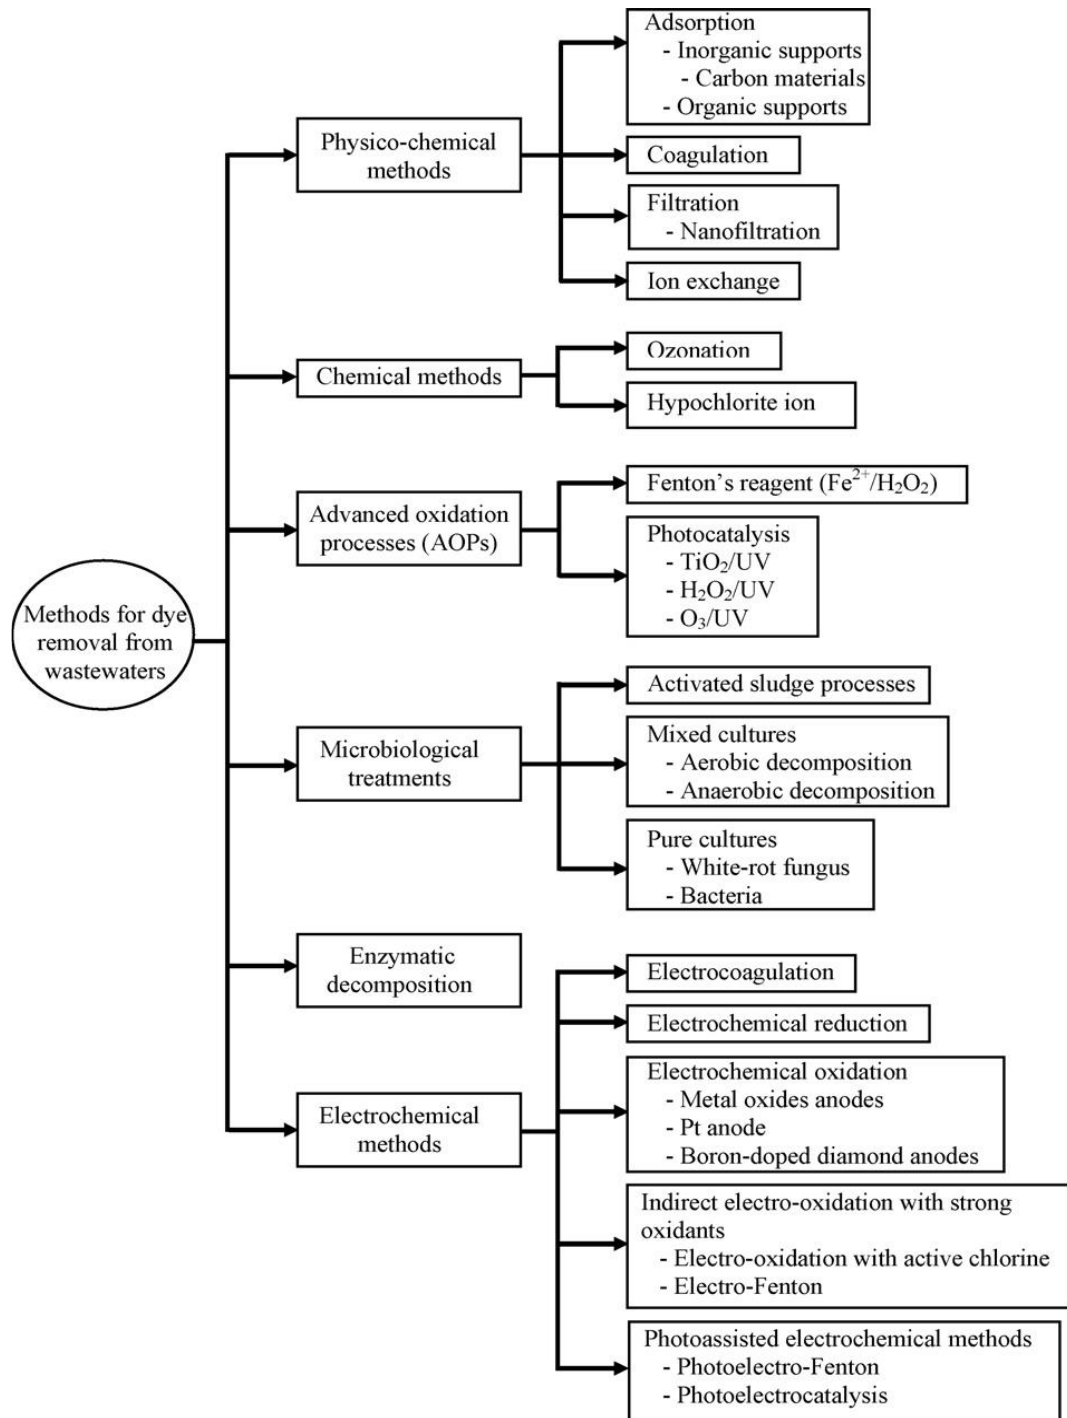 Methods for dye
removal from
wastewaters
Physico-chemical
methods
Adsorption
- Inorganic supports
- Carbon materials
- Organic supports
Coagulation
Filtration
- Nanofiltration
Ion exchange
Chemical methods
Ozonation
Hypochlorite ion
Advanced oxidation
processes (AOPs)
Fenton's reagent (Fe²⁺/H₂O₂)
Photocatalysis
- TiO₂/UV
- H₂O₂/UV
- O₃/UV
Microbiological
treatments
Activated sludge processes
Mixed cultures
- Aerobic decomposition
- Anaerobic decomposition
Pure cultures
- White-rot fungus
- Bacteria
Enzymatic
decomposition
Electrochemical
methods
Electrocoagulation
Electrochemical reduction
Electrochemical oxidation
- Metal oxides anodes
- Pt anode
- Boron-doped diamond anodes
Indirect electro-oxidation with strong
oxidants
- Electro-oxidation with active chlorine
- Electro-Fenton
Photoassisted electrochemical methods
- Photoelectro-Fenton
- Photoelectrocatalysis